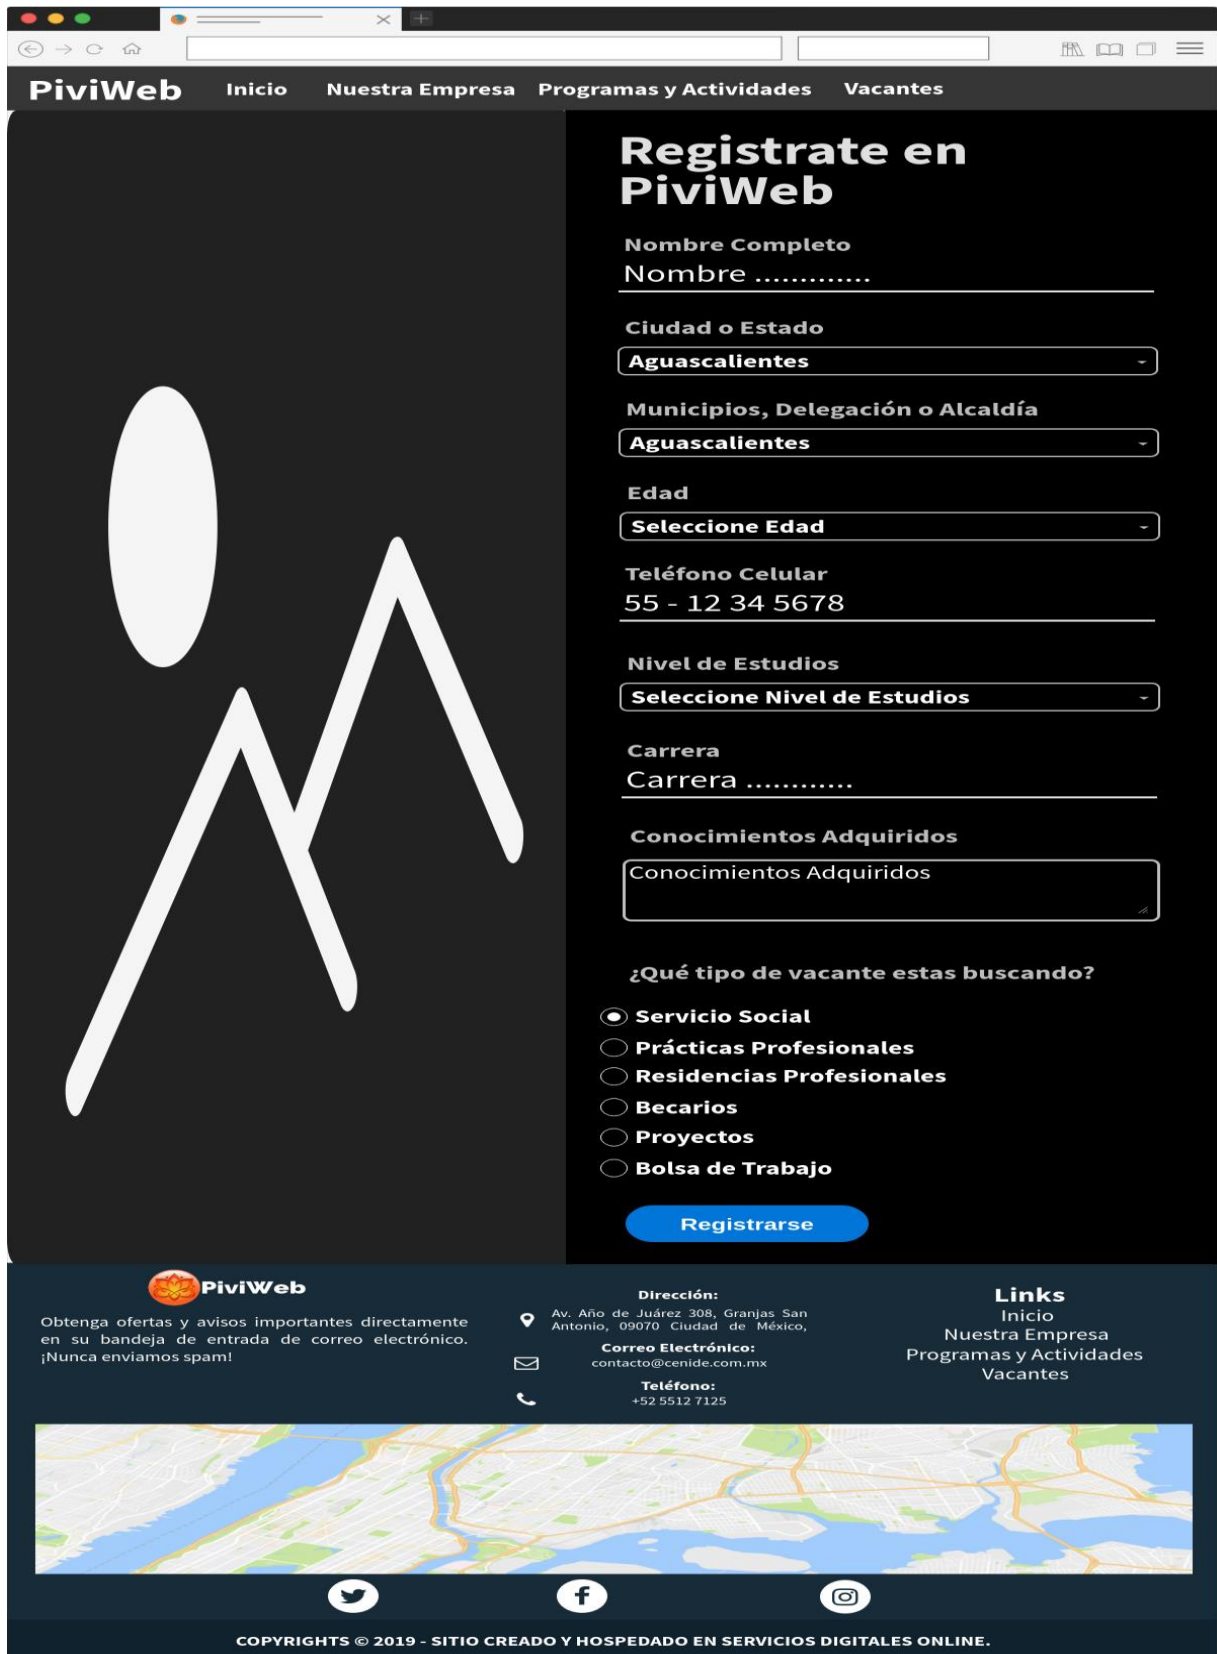 PiviWeb Inicio Nuestra Empresa Programas y Actividades Vacantes
Registrate en
PiviWeb
Nombre Completo
Nombre .............
Ciudad o Estado
Aguascalientes
Municipios, Delegación o Alcaldía
Aguascalientes
Edad
Seleccione Edad
Teléfono Celular
55 - 12 34 5678
Nivel de Estudios
Seleccione Nivel de Estudios
Carrera
Carrera ............
Conocimientos Adquiridos
Conocimientos Adquiridos
¿Qué tipo de vacante estas buscando?
Servicio Social
Prácticas Profesionales
Residencias Profesionales
Becarios
Proyectos
Bolsa de Trabajo
Registrarse
PiviWeb
Obtenga ofertas y avisos importantes directamente
en su bandeja de entrada de correo electrónico.
¡Nunca enviamos spam!
Dirección:
Av. Año de Juárez 308, Granjas San
Antonio, 09070 Ciudad de México,
Correo Electrónico:
contacto@cenide.com.mx
Teléfono:
+52 5512 7125
Links
Inicio
Nuestra Empresa
Programas y Actividades
Vacantes
COPYRIGHTS © 2019 - SITIO CREADO Y HOSPEDADO EN SERVICIOS DIGITALES ONLINE.